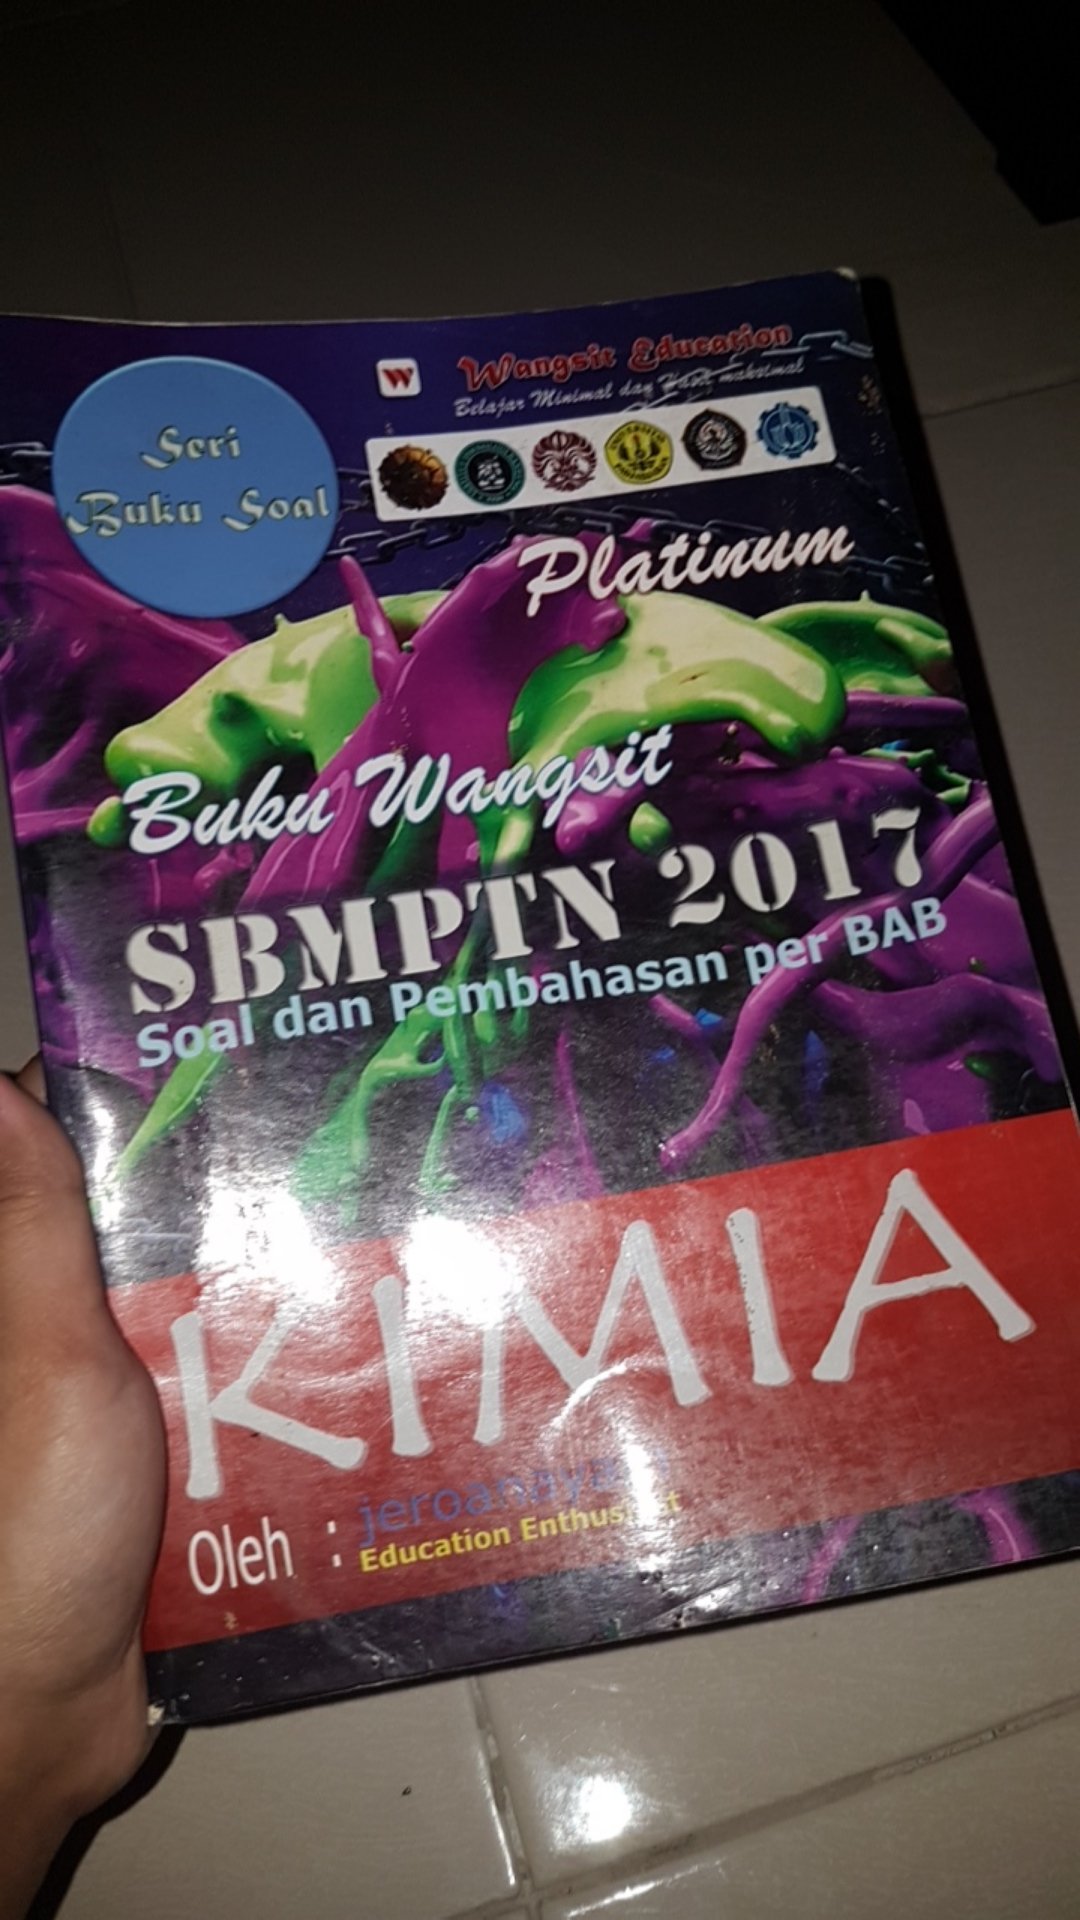 Seri
Buku Soal
W
Wangsit Education
Belajar Minimal dan Hasil maksimal
Platinum
Buku Wangsit
SBMPTN 2017
Soal dan Pembahasan per BAB
KIMIA
Oleh :
Education Enthusiast